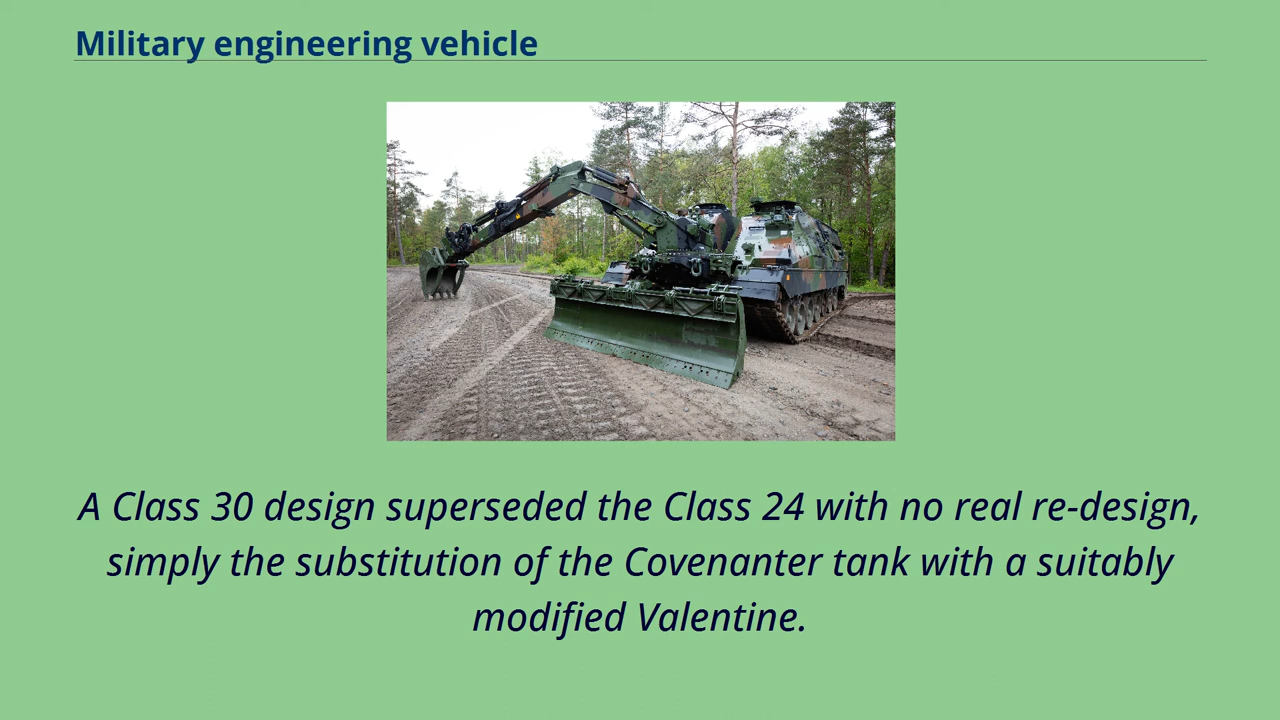 Military engineering vehicle
A Class 30 design superseded the Class 24 with no real re-design,
simply the substitution of the Covenanter tank with a suitably
modified Valentine.